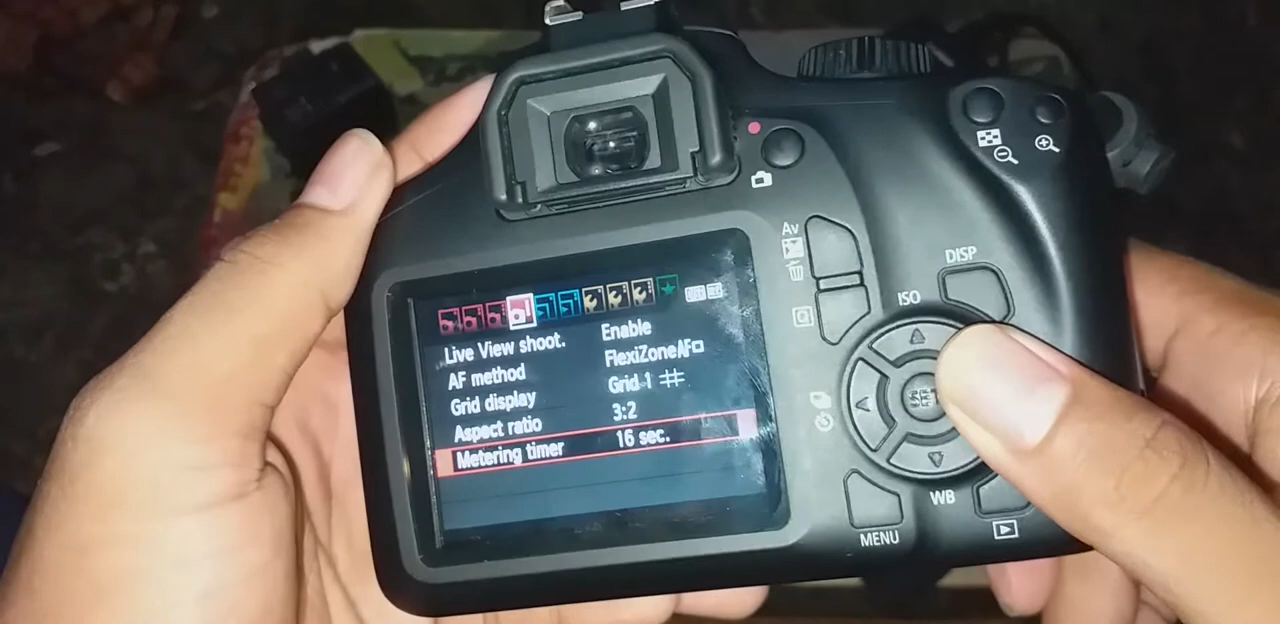 Live View shoot. Enable
AF method FlexiZoneAF
Grid display Grid 1
Aspect ratio 3:2
Metering timer 16 sec.
Av
DISP
ISO
WB
MENU